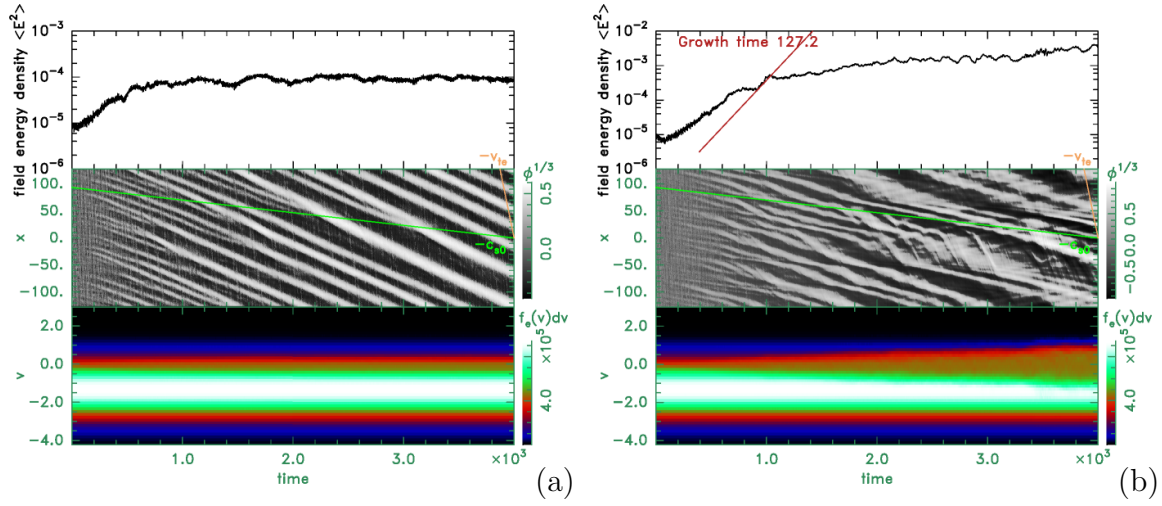 field energy density <E²>
10⁻³
10⁻⁴
10⁻⁵
10⁻⁶
−v_te
x
100.
50.
0.
−50.
−100.
−c_s0
φ^1/3
0.5
0.0
v
2.0
0.0
−2.0
−4.0
f_e(v)dv
×10⁵
4.0
1.0
2.0
3.0
×10³
time
(a)
field energy density <E²>
10⁻²
10⁻³
10⁻⁴
10⁻⁵
10⁻⁶
Growth time 127.2
−v_te
x
100.
50.
0.
−50.
−100.
−c_s0
φ^1/3
0.5
0.0
−0.5
v
2.0
0.0
−2.0
−4.0
f_e(v)dv
×10⁵
4.0
1.0
2.0
3.0
×10³
time
(b)